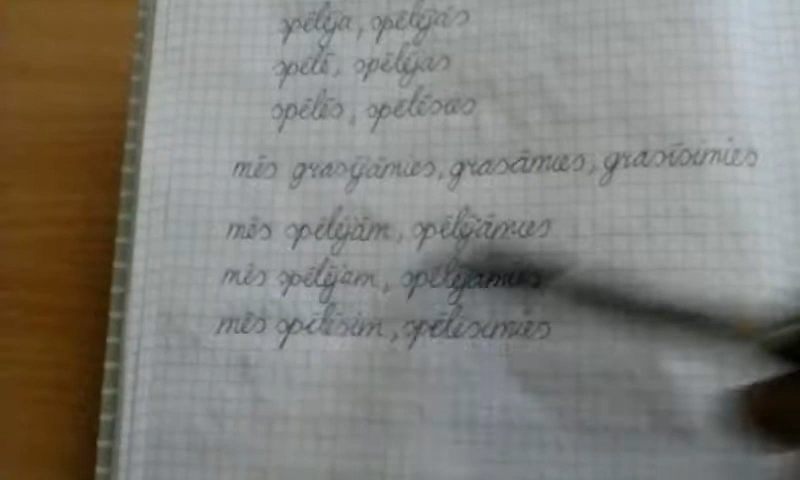 spēlēja, spēlējās
spēlē, spēlējas
spēlēs, spēlēsies
mēs grasījāmies, grasāmies, grasīsimies
mēs spēlējām, spēlējāmies
mēs spēlējam, spēlējamies
mēs spēlēsim, spēlēsimies